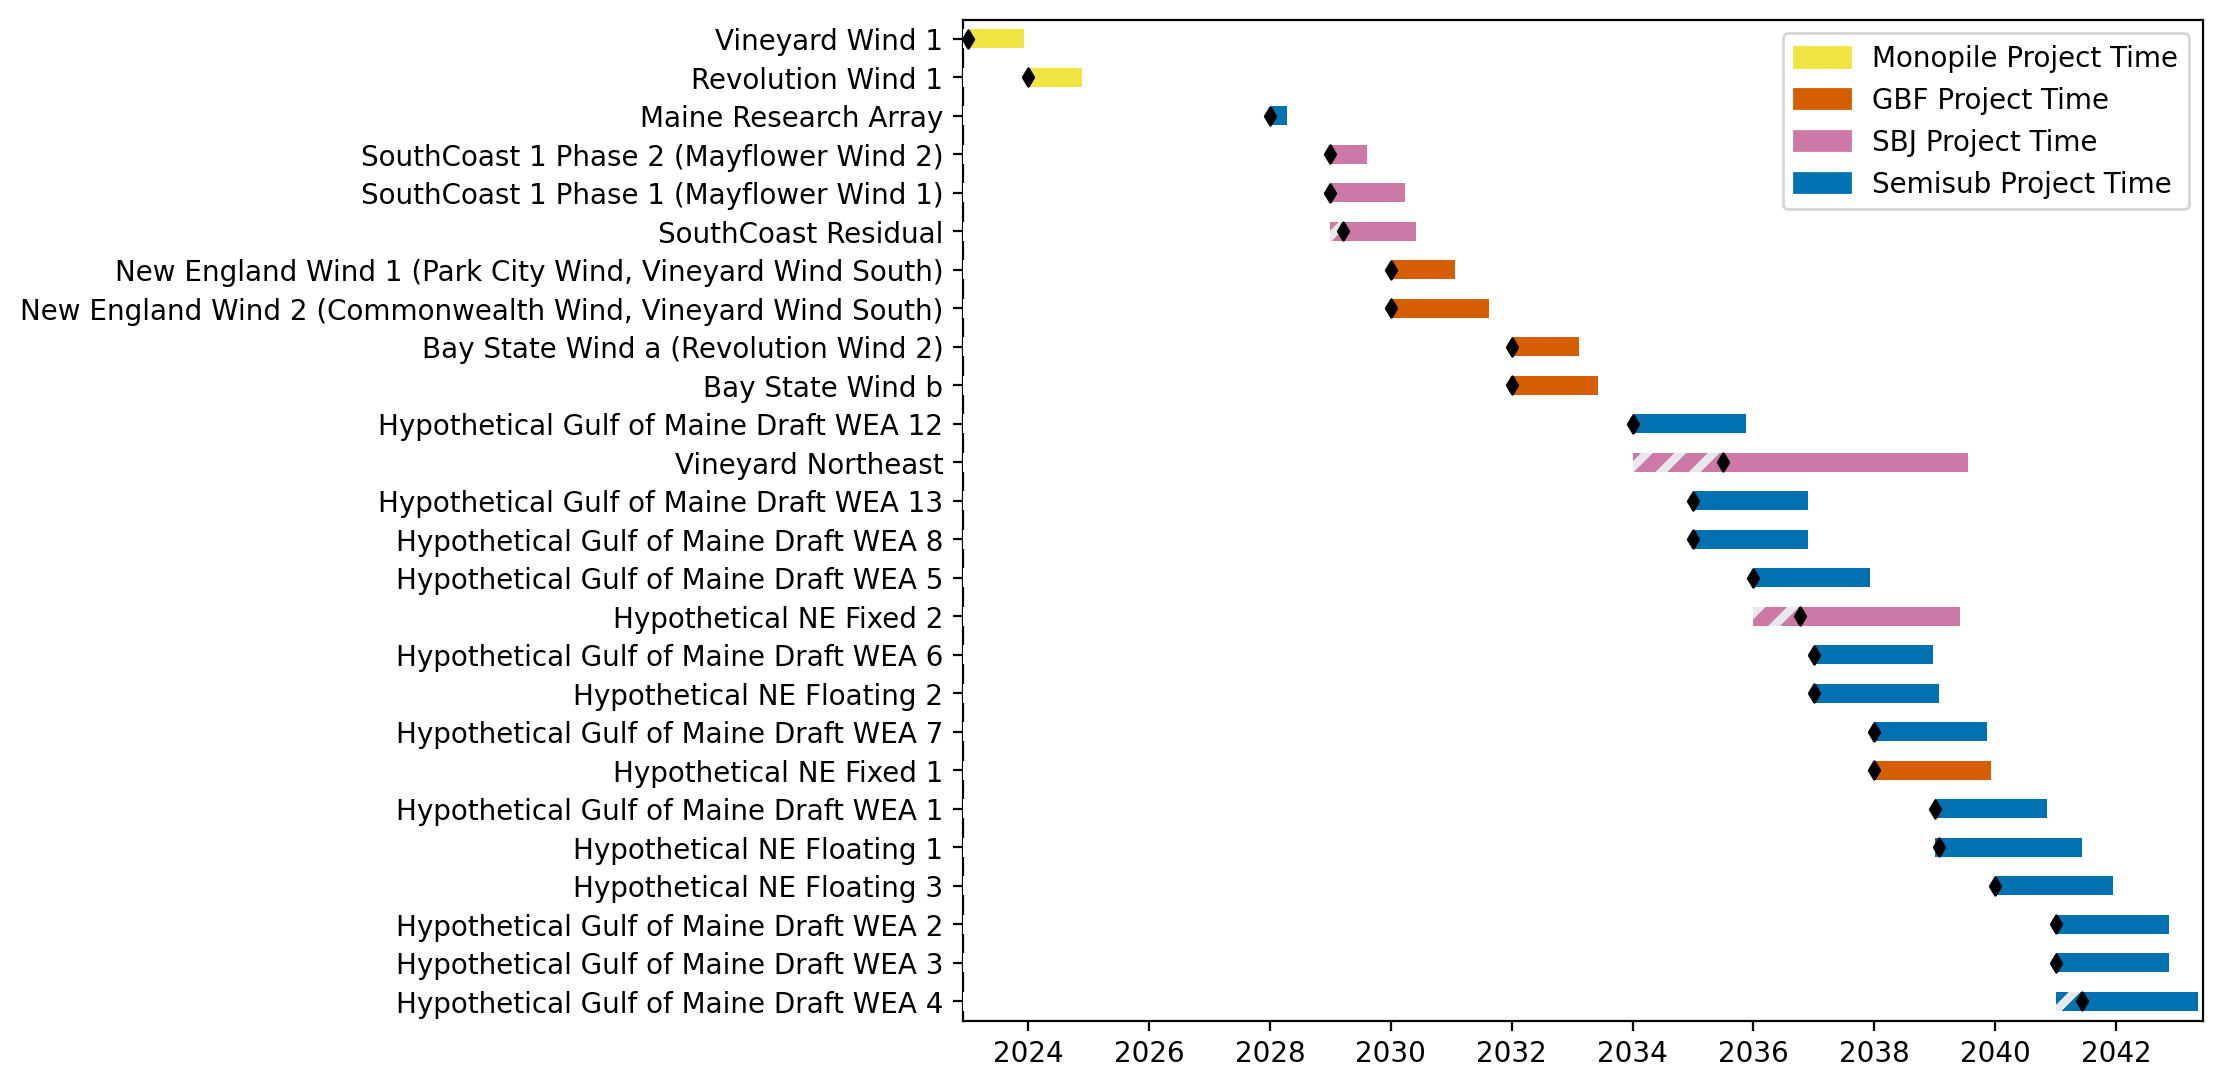 Vineyard Wind 1
Revolution Wind 1
Maine Research Array
SouthCoast 1 Phase 2 (Mayflower Wind 2)
SouthCoast 1 Phase 1 (Mayflower Wind 1)
SouthCoast Residual
New England Wind 1 (Park City Wind, Vineyard Wind South)
New England Wind 2 (Commonwealth Wind, Vineyard Wind South)
Bay State Wind a (Revolution Wind 2)
Bay State Wind b
Hypothetical Gulf of Maine Draft WEA 12
Vineyard Northeast
Hypothetical Gulf of Maine Draft WEA 13
Hypothetical Gulf of Maine Draft WEA 8
Hypothetical Gulf of Maine Draft WEA 5
Hypothetical NE Fixed 2
Hypothetical Gulf of Maine Draft WEA 6
Hypothetical NE Floating 2
Hypothetical Gulf of Maine Draft WEA 7
Hypothetical NE Fixed 1
Hypothetical Gulf of Maine Draft WEA 1
Hypothetical NE Floating 1
Hypothetical NE Floating 3
Hypothetical Gulf of Maine Draft WEA 2
Hypothetical Gulf of Maine Draft WEA 3
Hypothetical Gulf of Maine Draft WEA 4
Monopile Project Time
GBF Project Time
SBJ Project Time
Semisub Project Time
2024 2026 2028 2030 2032 2034 2036 2038 2040 2042